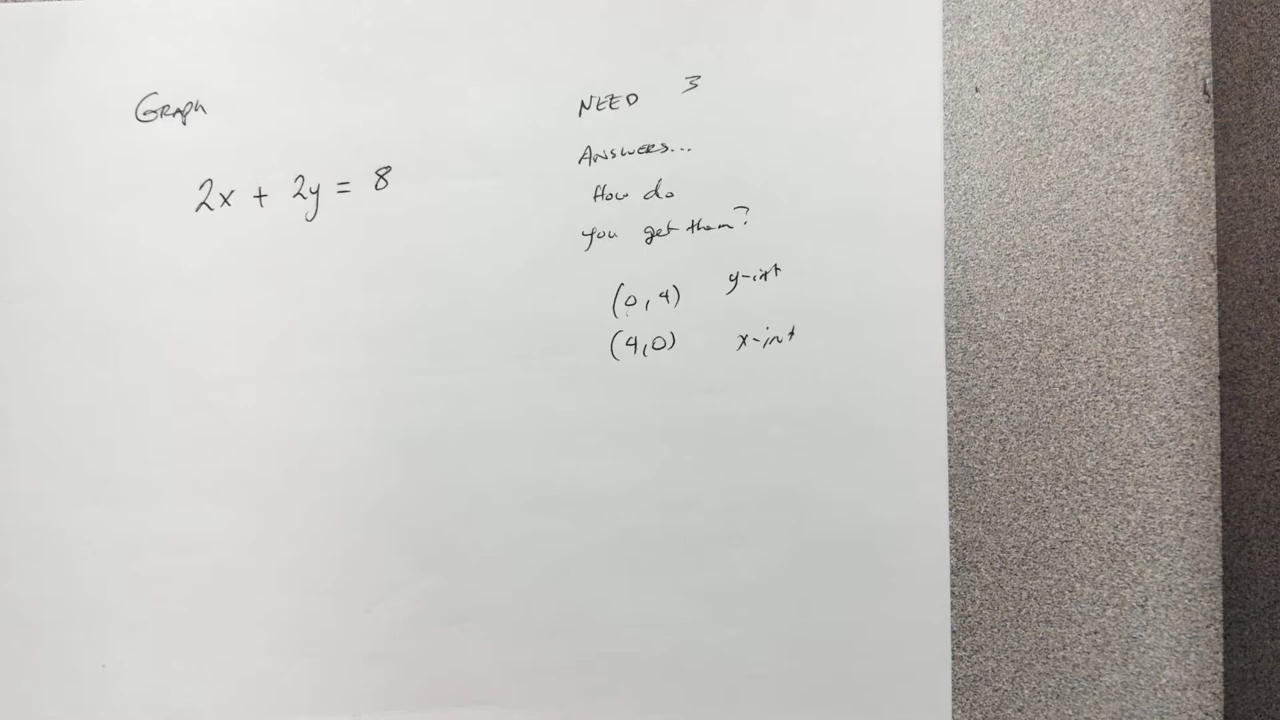 GRAPH
2x + 2y = 8
NEED 3
ANSWERS...
How do
you get them?
(0,4) y-int
(4,0) x-int